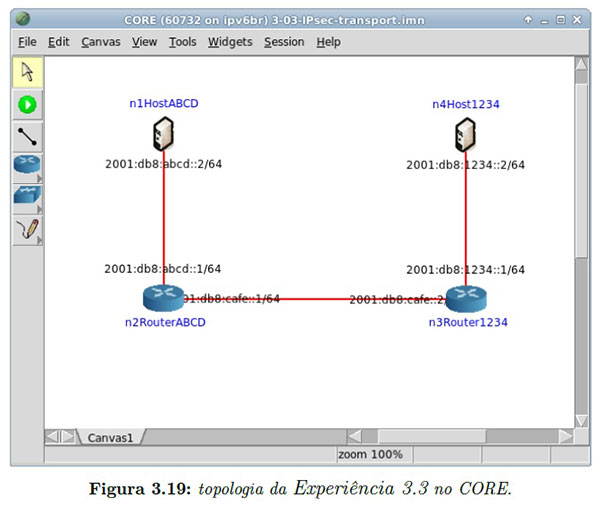 CORE (60732 on ipv6br) 3-03-IPsec-transport.imn
File Edit Canvas View Tools Widgets Session Help
n1HostABCD n4Host1234
2001:db8:abcd::2/64 2001:db8:1234::2/64
2001:db8:abcd::1/64 2001:db8:1234::1/64
01:db8:cafe::1/64 2001:db8:cafe::2/
n2RouterABCD n3Router1234
Canvas1
zoom 100%
Figura 3.19: topologia da Experiência 3.3 no CORE.